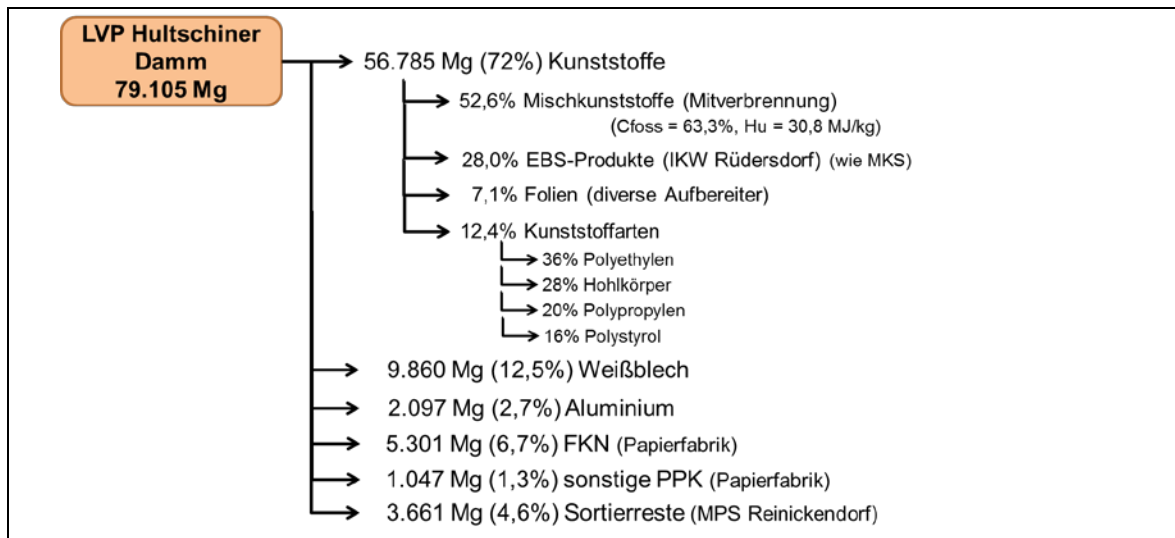 LVP Hultschiner
Damm
79.105 Mg
56.785 Mg (72%) Kunststoffe
52,6% Mischkunststoffe (Mitverbrennung)
(Cfoss = 63,3%, Hu = 30,8 MJ/kg)
28,0% EBS-Produkte (IKW Rüdersdorf) (wie MKS)
7,1% Folien (diverse Aufbereiter)
12,4% Kunststoffarten
36% Polyethylen
28% Hohlkörper
20% Polypropylen
16% Polystyrol
9.860 Mg (12,5%) Weißblech
2.097 Mg (2,7%) Aluminium
5.301 Mg (6,7%) FKN (Papierfabrik)
1.047 Mg (1,3%) sonstige PPK (Papierfabrik)
3.661 Mg (4,6%) Sortierreste (MPS Reinickendorf)